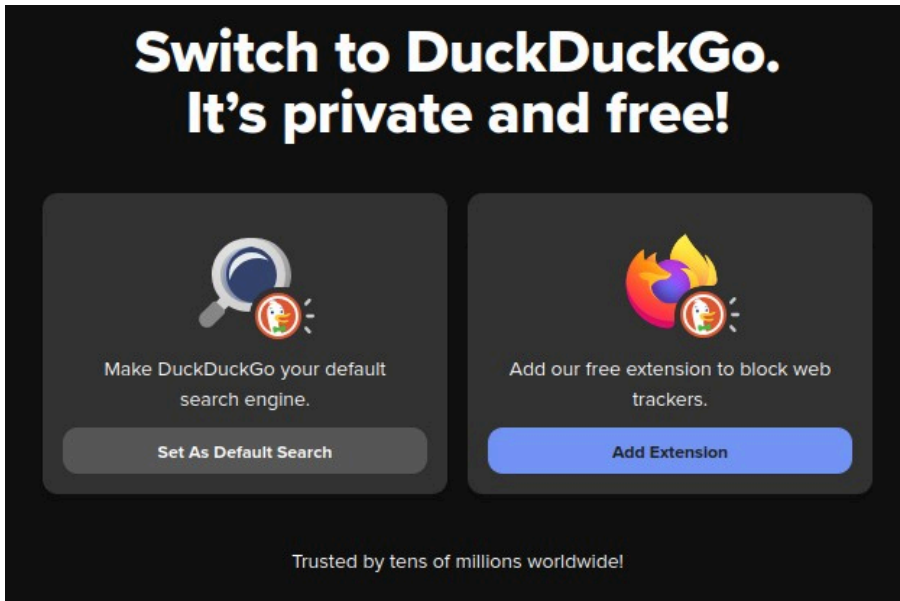 Switch to DuckDuckGo.
It’s private and free!
Make DuckDuckGo your default
search engine.
Set As Default Search
Add our free extension to block web
trackers.
Add Extension
Trusted by tens of millions worldwide!